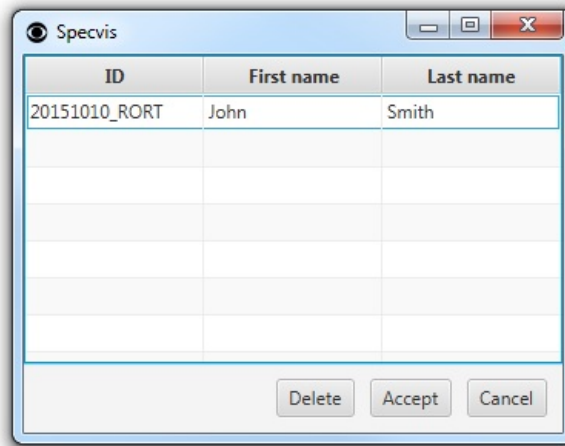 Specvis
ID First name Last name
20151010_RORT John Smith
Delete Accept Cancel